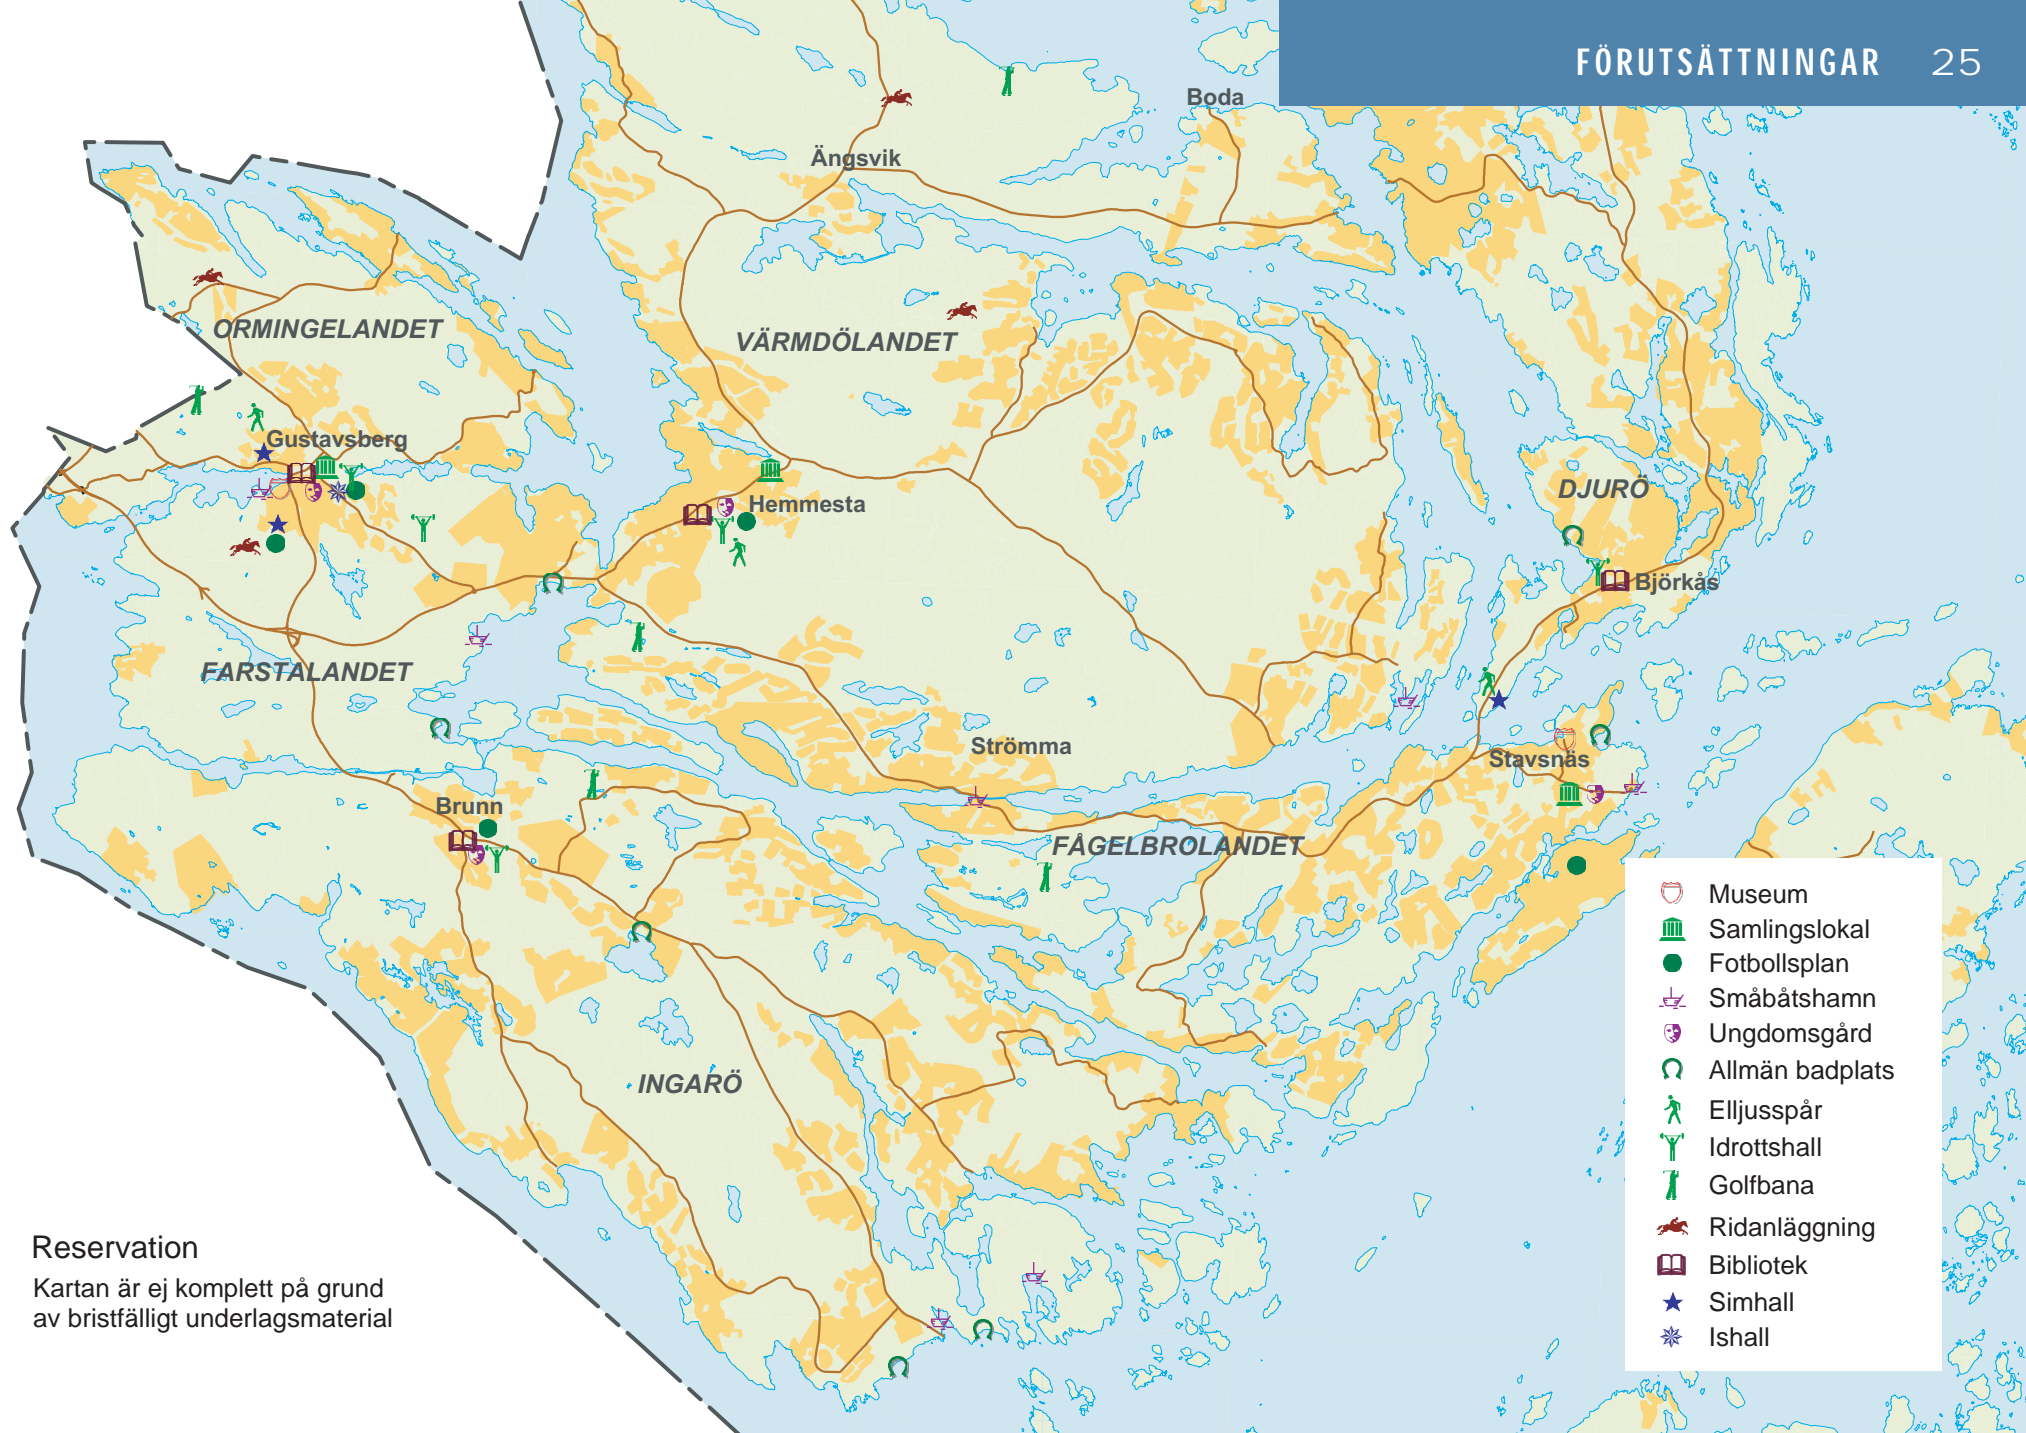 FÖRUTSÄTTNINGAR 25
Boda
Ängsvik
ORMINGELANDET
VÄRMDÖLANDET
Gustavsberg
Hemmesta
DJURÖ
Björkås
FARSTALANDET
Strömma
Stavsnäs
Brunn
FÅGELBROLANDET
INGARÖ
Museum
Samlingslokal
Fotbollsplan
Småbåtshamn
Ungdomsgård
Allmän badplats
Elljusspår
Idrottshall
Golfbana
Ridanläggning
Bibliotek
Simhall
Ishall
Reservation
Kartan är ej komplett på grund
av bristfälligt underlagsmaterial